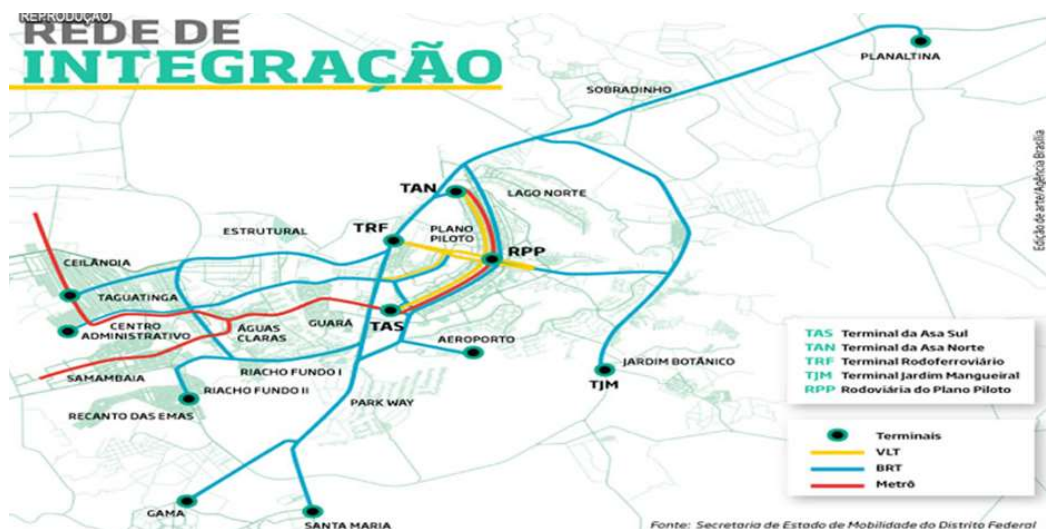 REPRODUÇÃO
REDE DE
INTEGRAÇÃO
PLANALTINA
SOBRADINHO
TAN
LAGO NORTE
TRF
PLANO
PILOTO
ESTRUTURAL
RPP
CEILÂNDIA
TAGUATINGA
CENTRO
ADMINISTRATIVO
ÁGUAS
CLARAS
GUARÁ
TAS
AEROPORTO
SAMAMBAIA
RIACHO FUNDO I
RIACHO FUNDO II
RECANTO DAS EMAS
PARK WAY
JARDIM BOTÂNICO
TJM
GAMA
SANTA MARIA
TAS Terminal da Asa Sul
TAN Terminal da Asa Norte
TRF Terminal Rodoferroviário
TJM Terminal Jardim Mangueiral
RPP Rodoviária do Plano Piloto
Terminais
VLT
BRT
Metrô
Edição de arte/Agência Brasília
Fonte: Secretaria de Estado de Mobilidade do Distrito Federal